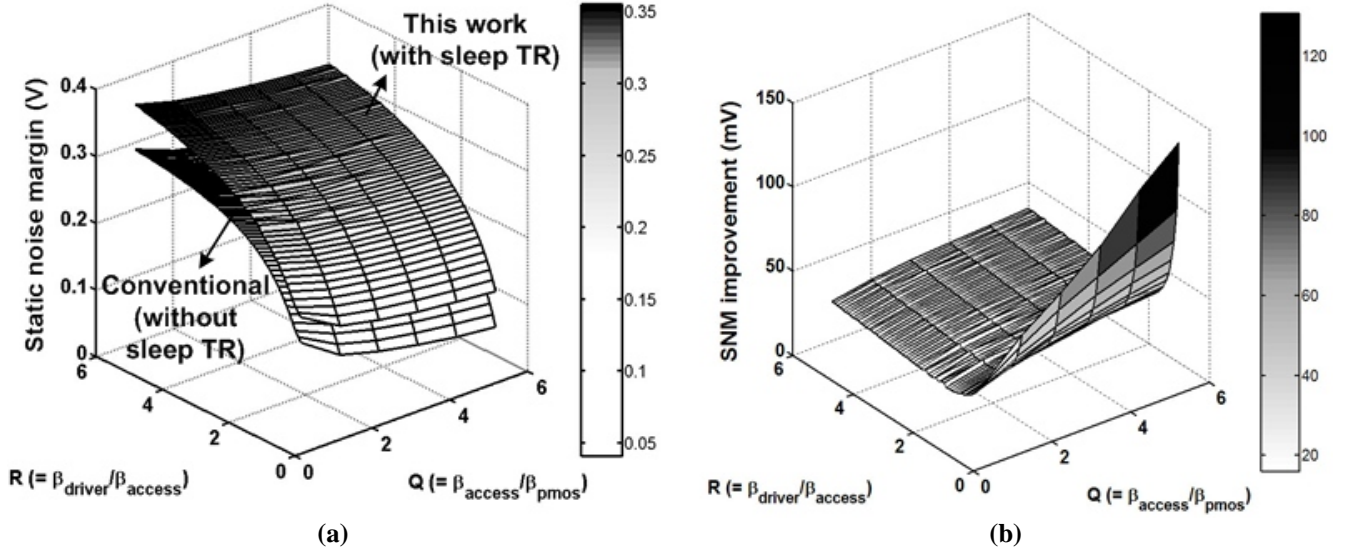 This work
(with sleep TR)
Conventional
(without
sleep TR)
Static noise margin (V)
0.4
0.3
0.2
0.1
0
6
4
2
0
0
2
4
6
R (= βdriver/βaccess)
Q (= βaccess/βpmos)
0.35
0.3
0.25
0.2
0.15
0.1
0.05
(a)
SNM improvement (mV)
150
100
50
0
6
4
2
0
0
2
4
6
R (= βdriver/βaccess)
Q (= βaccess/βpmos)
120
100
80
60
40
20
(b)